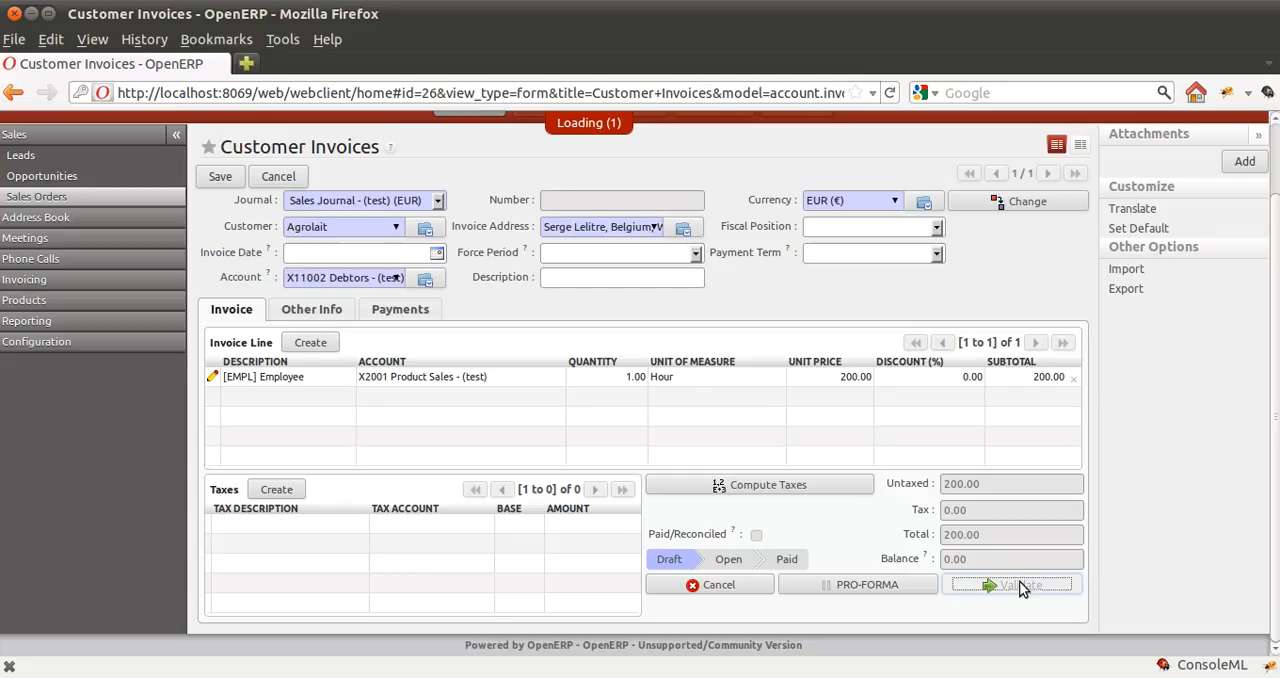 Customer Invoices - OpenERP - Mozilla Firefox
File Edit View History Bookmarks Tools Help
Customer Invoices - OpenERP
http://localhost:8069/web/webclient/home#id=26&view_type=form&title=Customer+Invoices&model=account.inv
Google
Loading (1)
Sales «
Leads
Opportunities
Sales Orders
Address Book
Meetings
Phone Calls
Invoicing
Products
Reporting
Configuration
Customer Invoices ?
Save Cancel 1 / 1
Journal : Sales Journal - (test) (EUR) Number : Currency : EUR (€) Change
Customer : Agrolait Invoice Address : Serge Lelitre, Belgium, Fiscal Position :
Invoice Date ? : Force Period ? : Payment Term ? :
Account ? : X11002 Debtors - (test) Description :
Invoice Other Info Payments
Invoice Line Create [1 to 1] of 1
DESCRIPTION ACCOUNT QUANTITY UNIT OF MEASURE UNIT PRICE DISCOUNT (%) SUBTOTAL
[EMPL] Employee X2001 Product Sales - (test) 1.00 Hour 200.00 0.00 200.00
Taxes Create [1 to 0] of 0
TAX DESCRIPTION TAX ACCOUNT BASE AMOUNT
Compute Taxes Untaxed : 200.00
Tax : 0.00
Paid/Reconciled ? : Total : 200.00
Draft Open Paid Balance ? : 0.00
Cancel PRO-FORMA Validate
Attachments »
Add
Customize
Translate
Set Default
Other Options
Import
Export
Powered by OpenERP - OpenERP - Unsupported/Community Version
ConsoleML